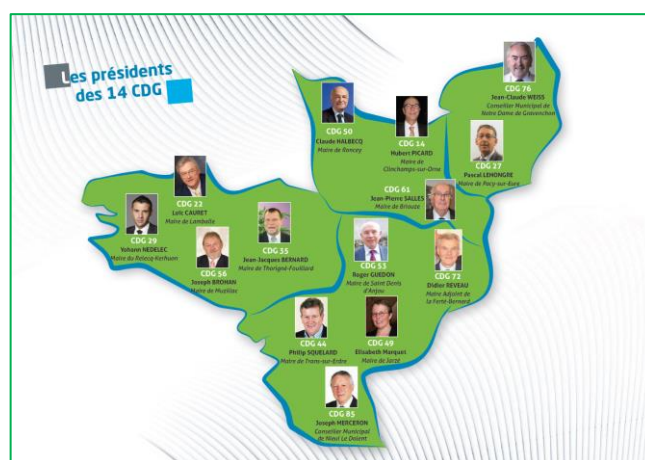 Les présidents
des 14 CDG
CDG 76
Jean-Claude WEISS
Conseiller Municipal de
Notre Dame de Gravenchon
CDG 50
Claude HALBECQ
Maire de Roncey
CDG 14
Hubert PICARD
Maire de
Clinchamps-sur-Orne
CDG 27
Pascal LEHONGRE
Maire de Pacy-sur-Eure
CDG 61
Jean-Pierre SALLES
Maire de Briouze
CDG 22
Loïc CAURET
Maire de Lamballe
CDG 29
Yohann NEDELEC
Maire du Relecq-Kerhuon
CDG 56
Joseph BROHAN
Maire de Muzillac
CDG 35
Jean-Jacques BERNARD
Maire de Thorigné-Fouillard
CDG 53
Roger GUEDON
Maire de Saint Denis
d'Anjou
CDG 72
Didier REVEAU
Maire Adjoint de
la Ferté-Bernard
CDG 44
Philip SQUELARD
Maire de Trans-sur-Erdre
CDG 49
Elisabeth Marquet
Maire de Jarzé
CDG 85
Joseph MERCERON
Conseiller Municipal
de Nieul Le Dolent